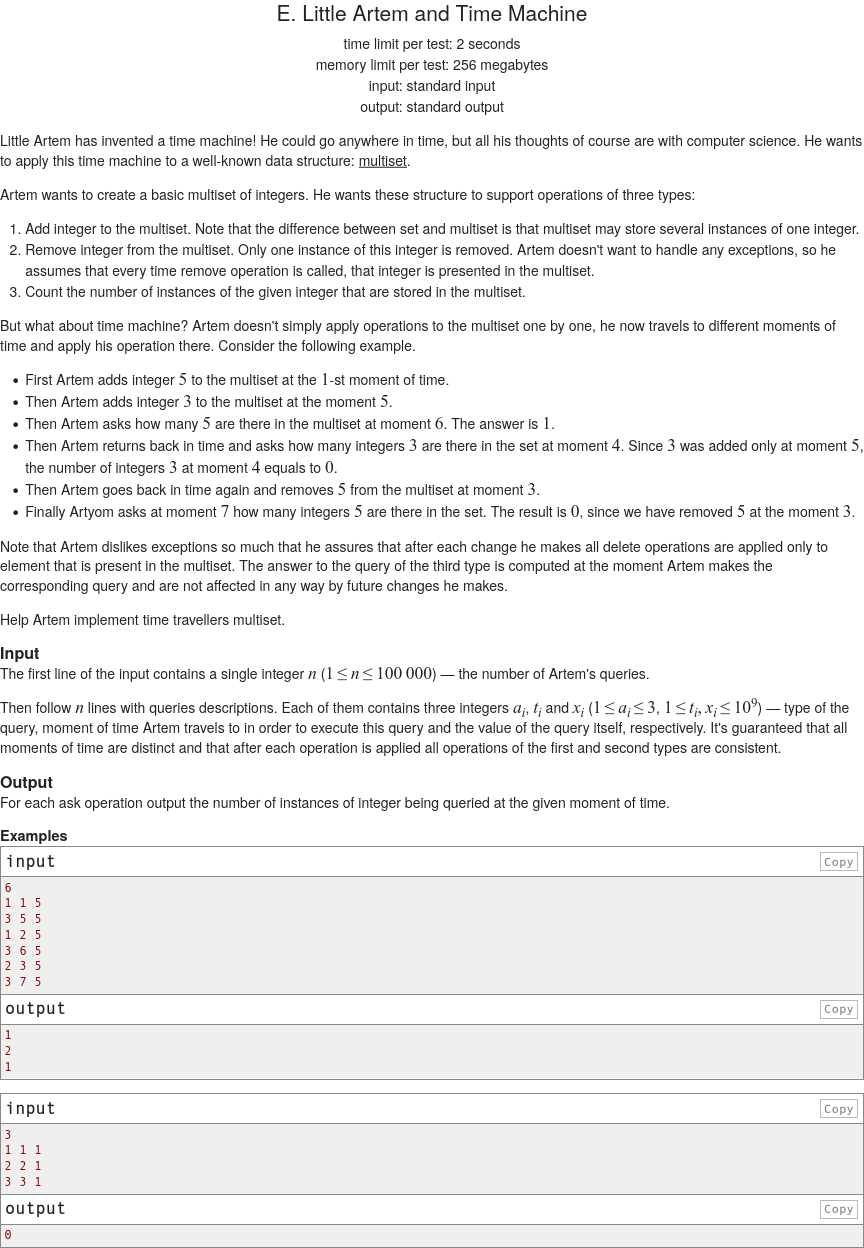 E. Little Artem and Time Machine
time limit per test: 2 seconds
memory limit per test: 256 megabytes
input: standard input
output: standard output
Little Artem has invented a time machine! He could go anywhere in time, but all his thoughts of course are with computer science. He wants
to apply this time machine to a well-known data structure: multiset.
Artem wants to create a basic multiset of integers. He wants these structure to support operations of three types:
1. Add integer to the multiset. Note that the difference between set and multiset is that multiset may store several instances of one integer.
2. Remove integer from the multiset. Only one instance of this integer is removed. Artem doesn't want to handle any exceptions, so he
assumes that every time remove operation is called, that integer is presented in the multiset.
3. Count the number of instances of the given integer that are stored in the multiset.
But what about time machine? Artem doesn't simply apply operations to the multiset one by one, he now travels to different moments of
time and apply his operation there. Consider the following example.
• First Artem adds integer 5 to the multiset at the 1-st moment of time.
• Then Artem adds integer 3 to the multiset at the moment 5.
• Then Artem asks how many 5 are there in the multiset at moment 6. The answer is 1.
• Then Artem returns back in time and asks how many integers 3 are there in the set at moment 4. Since 3 was added only at moment 5,
the number of integers 3 at moment 4 equals to 0.
• Then Artem goes back in time again and removes 5 from the multiset at moment 3.
• Finally Artyom asks at moment 7 how many integers 5 are there in the set. The result is 0, since we have removed 5 at the moment 3.
Note that Artem dislikes exceptions so much that he assures that after each change he makes all delete operations are applied only to
element that is present in the multiset. The answer to the query of the third type is computed at the moment Artem makes the
corresponding query and are not affected in any way by future changes he makes.
Help Artem implement time travellers multiset.
Input
The first line of the input contains a single integer n (1 ≤ n ≤ 100 000) — the number of Artem's queries.
Then follow n lines with queries descriptions. Each of them contains three integers aᵢ, tᵢ and xᵢ (1 ≤ aᵢ ≤ 3, 1 ≤ tᵢ, xᵢ ≤ 10⁹) — type of the
query, moment of time Artem travels to in order to execute this query and the value of the query itself, respectively. It's guaranteed that all
moments of time are distinct and that after each operation is applied all operations of the first and second types are consistent.
Output
For each ask operation output the number of instances of integer being queried at the given moment of time.
Examples
input Copy
6
1 1 5
3 5 5
1 2 5
3 6 5
2 3 5
3 7 5
output Copy
1
2
1
input Copy
3
1 1 1
2 2 1
3 3 1
output Copy
0